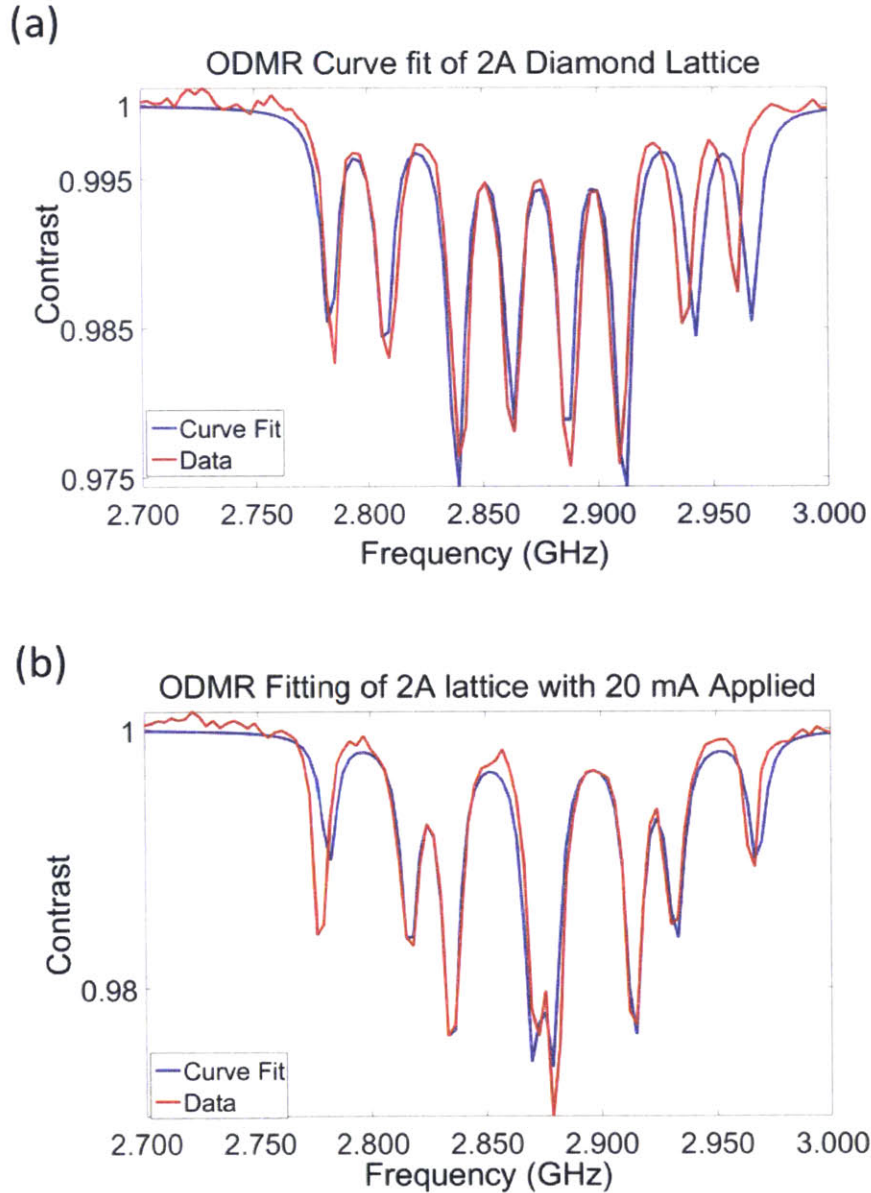 (a)
ODMR Curve fit of 2A Diamond Lattice
1
0.995
0.985
0.975
Contrast
Curve Fit
Data
2.700 2.750 2.800 2.850 2.900 2.950 3.000
Frequency (GHz)
(b)
ODMR Fitting of 2A lattice with 20 mA Applied
1
0.98
Contrast
Curve Fit
Data
2.700 2.750 2.800 2.850 2.900 2.950 3.000
Frequency (GHz)